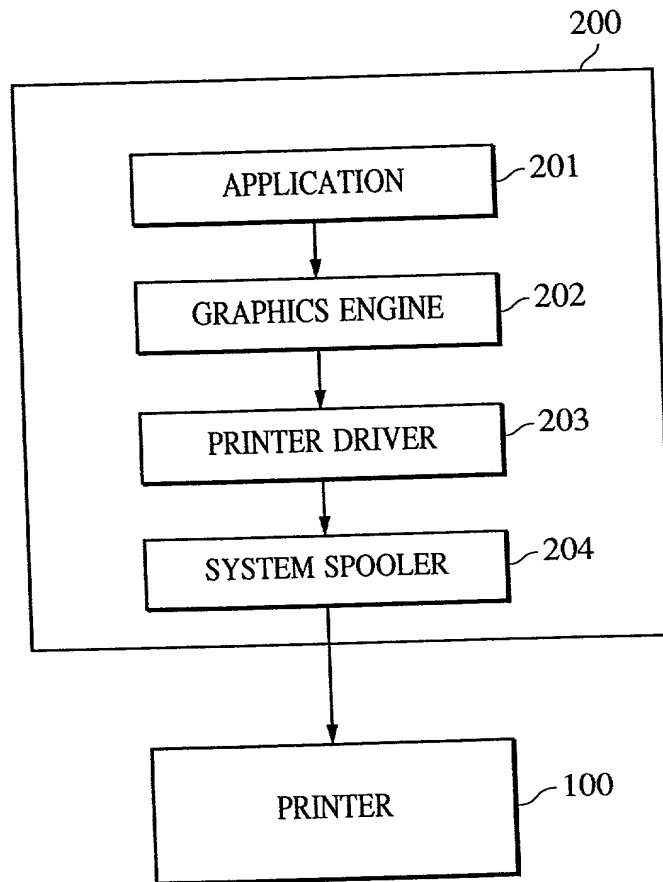 200
APPLICATION
201
GRAPHICS ENGINE
202
PRINTER DRIVER
203
SYSTEM SPOOLER
204
PRINTER
100